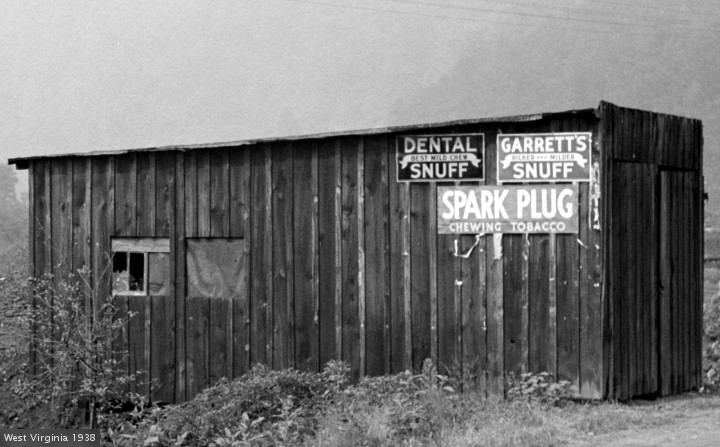 DENTAL
BEST MILD CHEW
SNUFF
GARRETT'S
RICHER AND MILDER
SNUFF
SPARK PLUG
CHEWING TOBACCO
West Virginia 1938